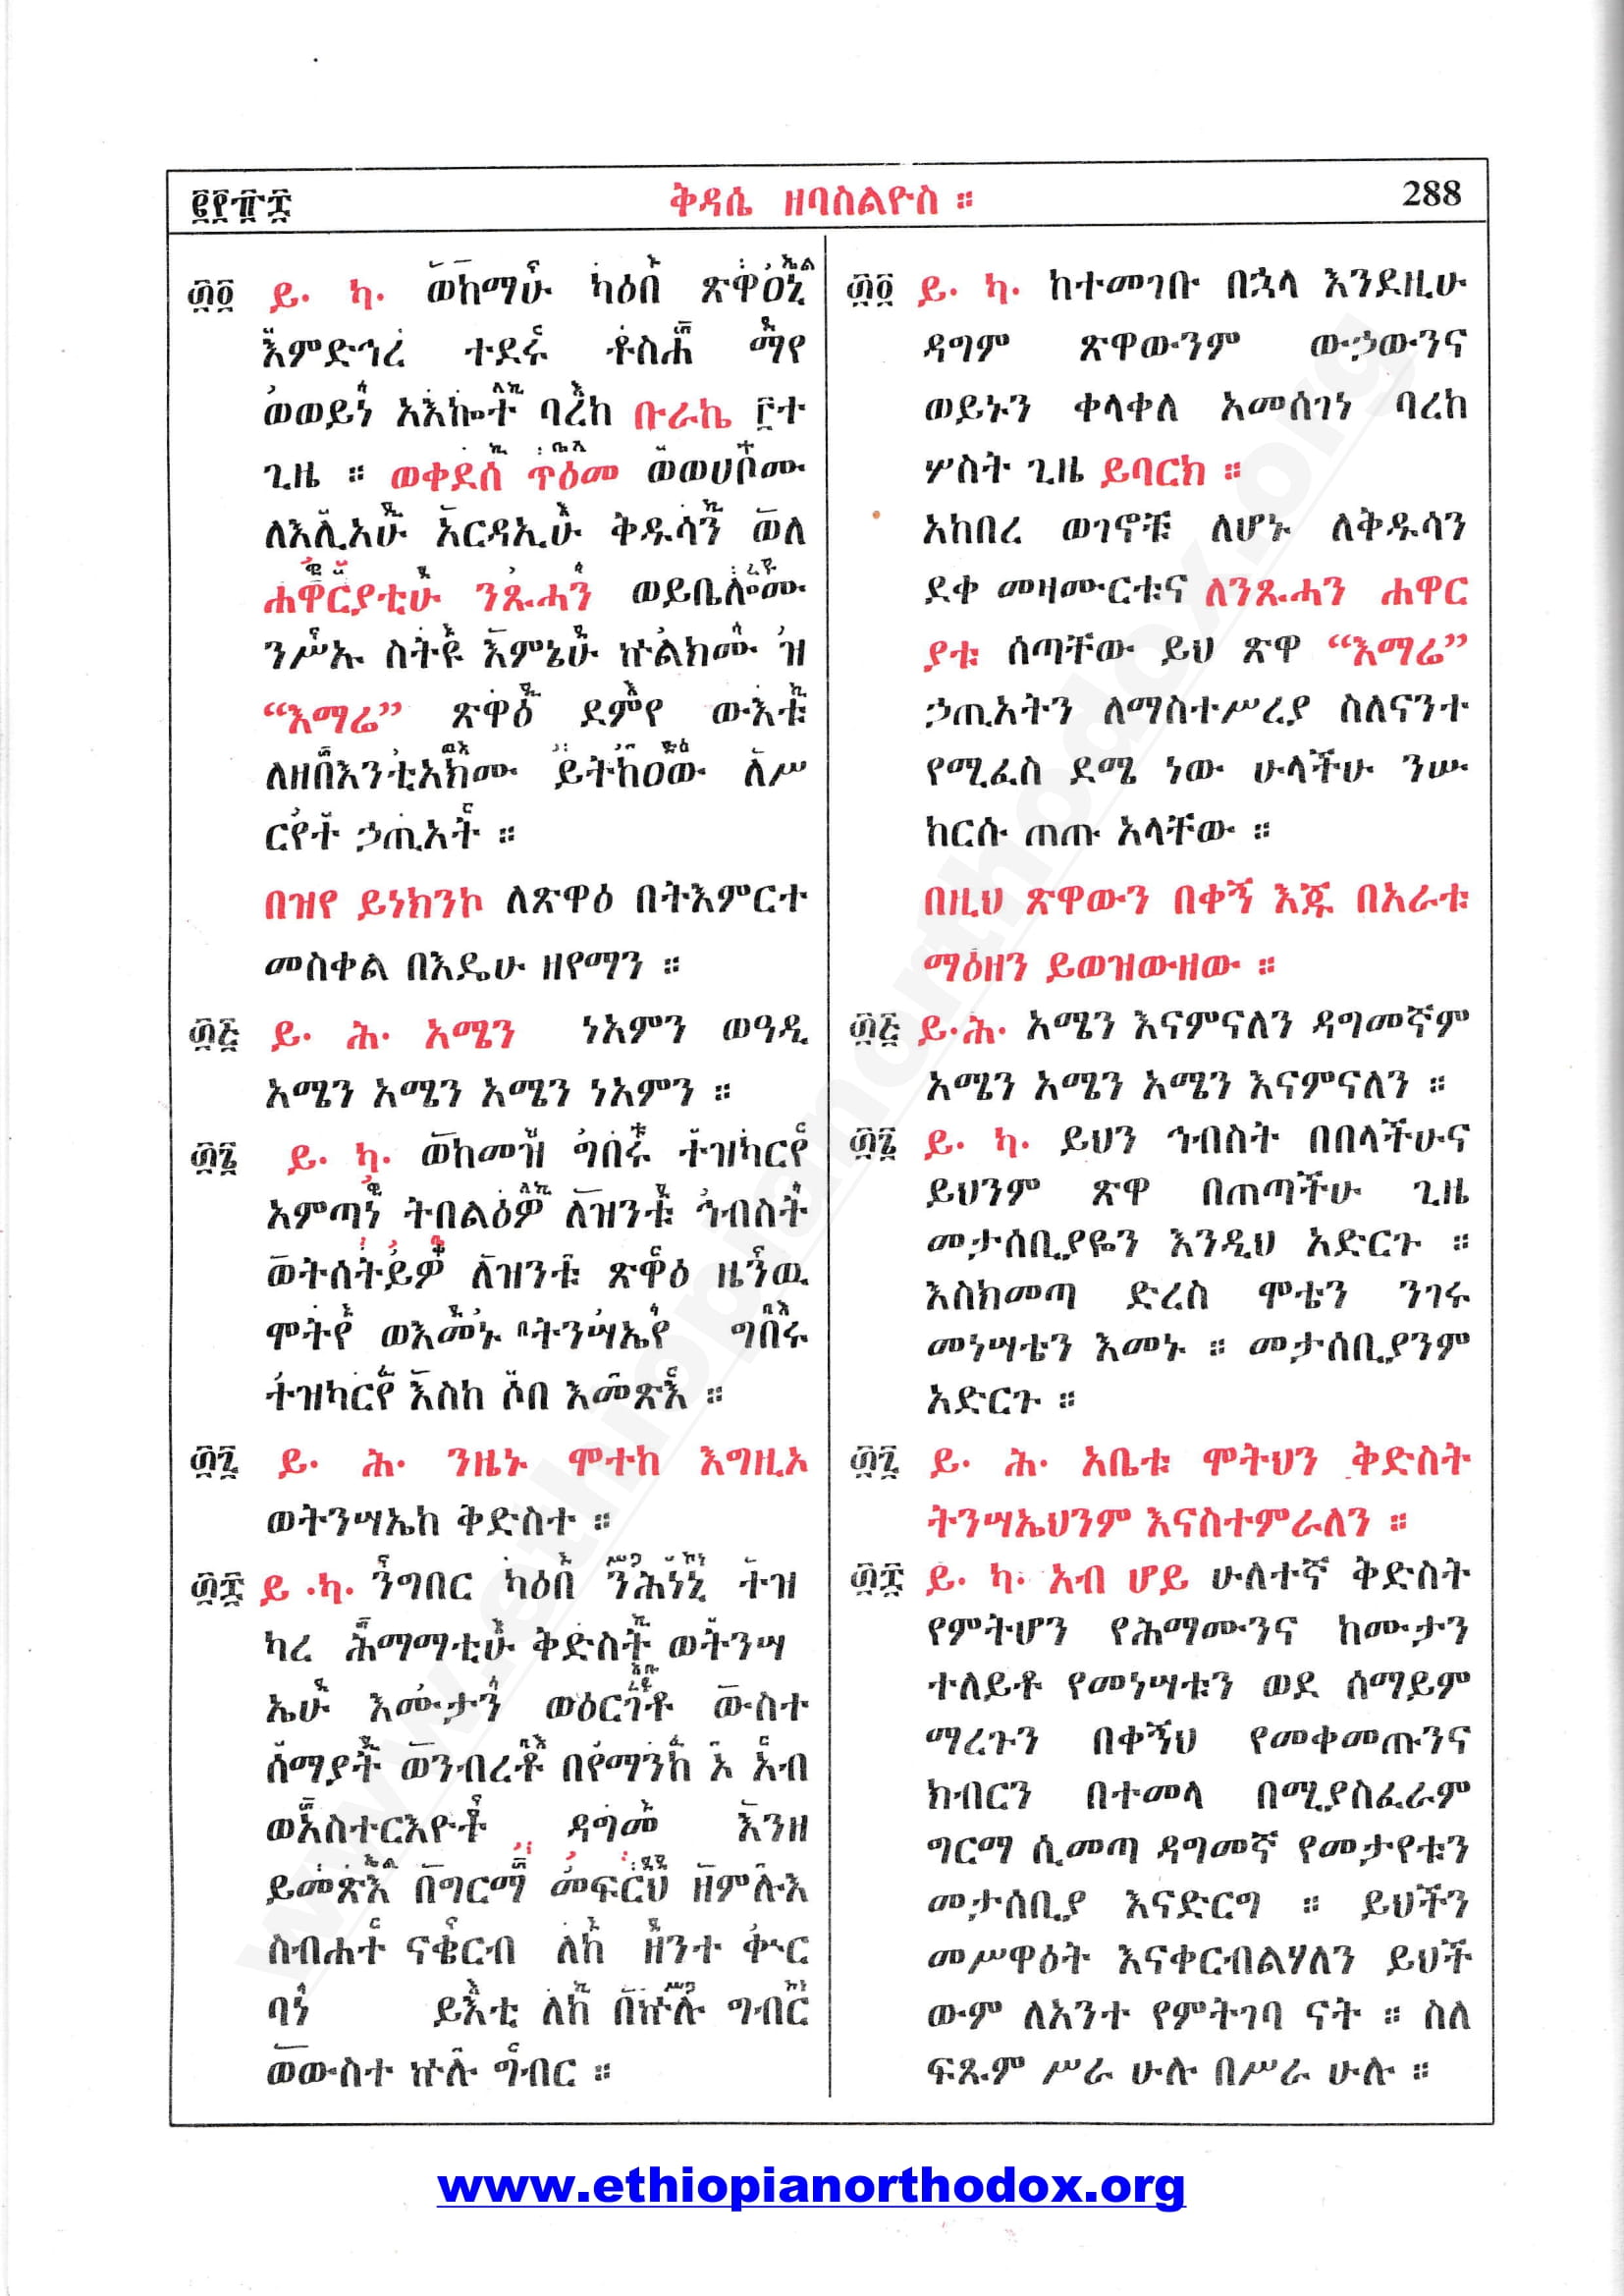 ፪፻፹፰ ቅዳሴ ዘባስልዮስ ። 288
፴፬ ይ. ካ. ወከማሁ ካዕበ ጽዋዐኒ
እምድኅረ ተደሩ ቶስሐ ማየ
ወወይነ አእኰተ ባረከ ቡራኬ ፫ተ
ጊዜ ። ወቀደሰ ጥዕመ ወወሀቦሙ
ለእሊአሁ አርዳኢሁ ቅዱሳን ወለ
ሐዋርያቲሁ ንጹሓን ወይቤሎሙ
ንሥኡ ስትዩ እምኔሁ ኵልክሙ ዝ
“እማሬ” ጽዋዕ ደምየ ውእቱ
ለዘበእንቲአክሙ ይትከዐው ለሥ
ርየተ ኃጢአት ።
በዝየ ይነክንኮ ለጽዋዕ በትእምርተ
መስቀል በእዴሁ ዘየማን ።
፴፭ ይ. ሕ. አሜን ነአምን ወዓዲ
አሜን አሜን አሜን ነአምን ።
፴፮ ይ. ካ. ወከመዝ ግበሩ ተዝካርየ
አምጣነ ትበልዕዎ ለዝንቱ ኅብስት
ወትሰትይዎ ለዝንቱ ጽዋዕ ዜንዉ
ሞትየ ወእመኑ በትንሣኤየ ግበሩ
ተዝካርየ እስከ ሶበ እመጽእ ።
፴፯ ይ. ሕ. ንዜኑ ሞተከ እግዚኦ
ወትንሣኤከ ቅድስተ ።
፴፰ ይ .ካ. ንግበር ካዕበ ንሕነኒ ተዝ
ካረ ሕማማቲሁ ቅድስት ወትንሣ
ኤሁ እሙታን ወዕርገቶ ውስተ
ሰማያት ወንብረቶ በየማንከ ኦ አብ
ወአስተርእዮቶ ዳግመ እንዘ
ይመጽእ በግርማ መፍርህ ዘምሉእ
ስብሐተ ናቄርብ ለከ ዘንተ ቍር
ባነ ይእቲ ለከ በኵሉ ግብር
ወውስተ ኵሉ ግብር ።
፴፬ ይ. ካ. ከተመገቡ በኋላ እንደዚሁ
ዳግም ጽዋውንም ውኃውንና
ወይኑን ቀላቀለ አመሰገነ ባረከ
ሦስት ጊዜ ይባርክ ።
አከበረ ወገኖቹ ለሆኑ ለቅዱሳን
ደቀ መዛሙርቱና ለንጹሓን ሐዋር
ያቱ ሰጣቸው ይህ ጽዋ “እማሬ”
ኃጢአትን ለማስተሥረያ ስለናንተ
የሚፈስ ደሜ ነው ሁላችሁ ንሡ
ከርሱ ጠጡ አላቸው ።
በዚህ ጽዋውን በቀኝ እጁ በአራቱ
ማዕዘን ይወዝውዘው ።
፴፭ ይ.ሕ. አሜን እናምናለን ዳግመኛም
አሜን አሜን አሜን እናምናለን ።
፴፮ ይ. ካ. ይህን ኅብስት በበላችሁና
ይህንም ጽዋ በጠጣችሁ ጊዜ
መታሰቢያዬን እንዲህ አድርጉ ።
እስክመጣ ድረስ ሞቴን ንገሩ
መነሣቴን እመኑ ። መታሰቢያንም
አድርጉ ።
፴፯ ይ. ሕ. አቤቱ ሞትህን ቅድስት
ትንሣኤህንም እናስተምራለን ።
፴፰ ይ. ካ. አብ ሆይ ሁለተኛ ቅድስት
የምትሆን የሕማሙንና ከሙታን
ተለይቶ የመነሣቱን ወደ ሰማይም
ማረጉን በቀኝህ የመቀመጡንና
ክብርን በተመላ በሚያስፈራም
ግርማ ሲመጣ ዳግመኛ የመታየቱን
መታሰቢያ እናድርግ ። ይህችን
መሥዋዕት እናቀርብልሃለን ይህች
ውም ለአንተ የምትገባ ናት ። ስለ
ፍጹም ሥራ ሁሉ በሥራ ሁሉ ።
www.ethiopianorthodox.org